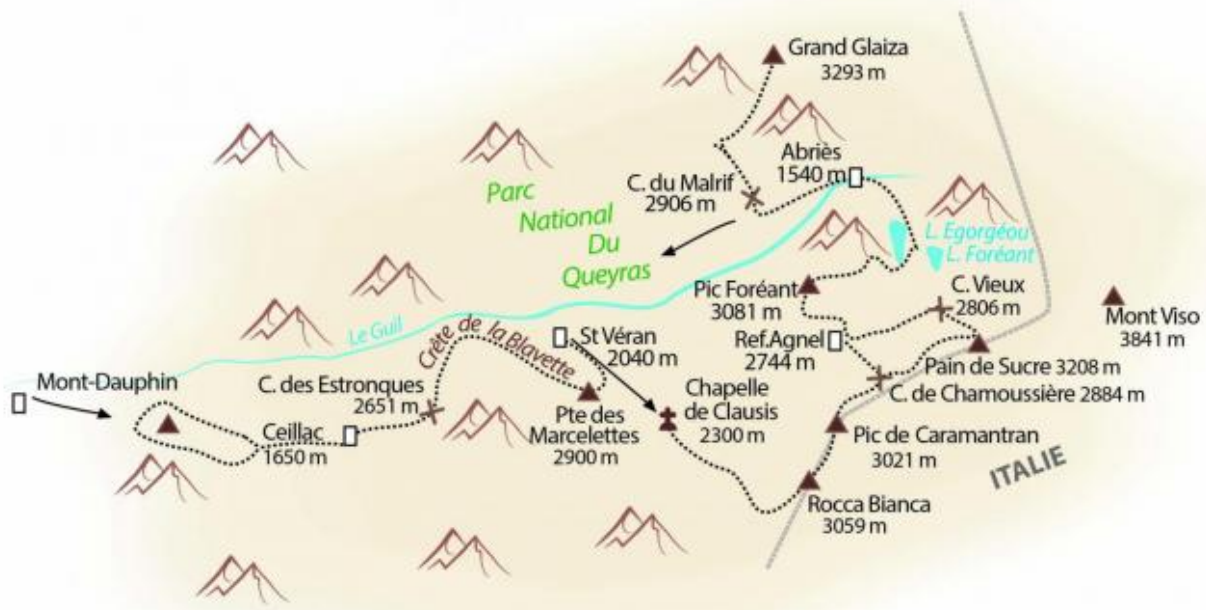 Grand Glaiza
3293 m
Abriès
1540 m
C. du Malrif
2906 m
Parc
National
Du
Queyras
L. Egorgéou
L. Foréant
Pic Foréant
3081 m
C. Vieux
2806 m
Mont Viso
3841 m
Le Guil
Crête de la Blavette
St Véran
2040 m
Ref.Agnel
2744 m
Pain de Sucre 3208 m
C. de Chamoussière 2884 m
Mont-Dauphin
C. des Estronques
2651 m
Ceillac
1650 m
Pte des
Marcelettes
2900 m
Chapelle
de Clausis
2300 m
Pic de Caramantran
3021 m
ITALIE
Rocca Bianca
3059 m